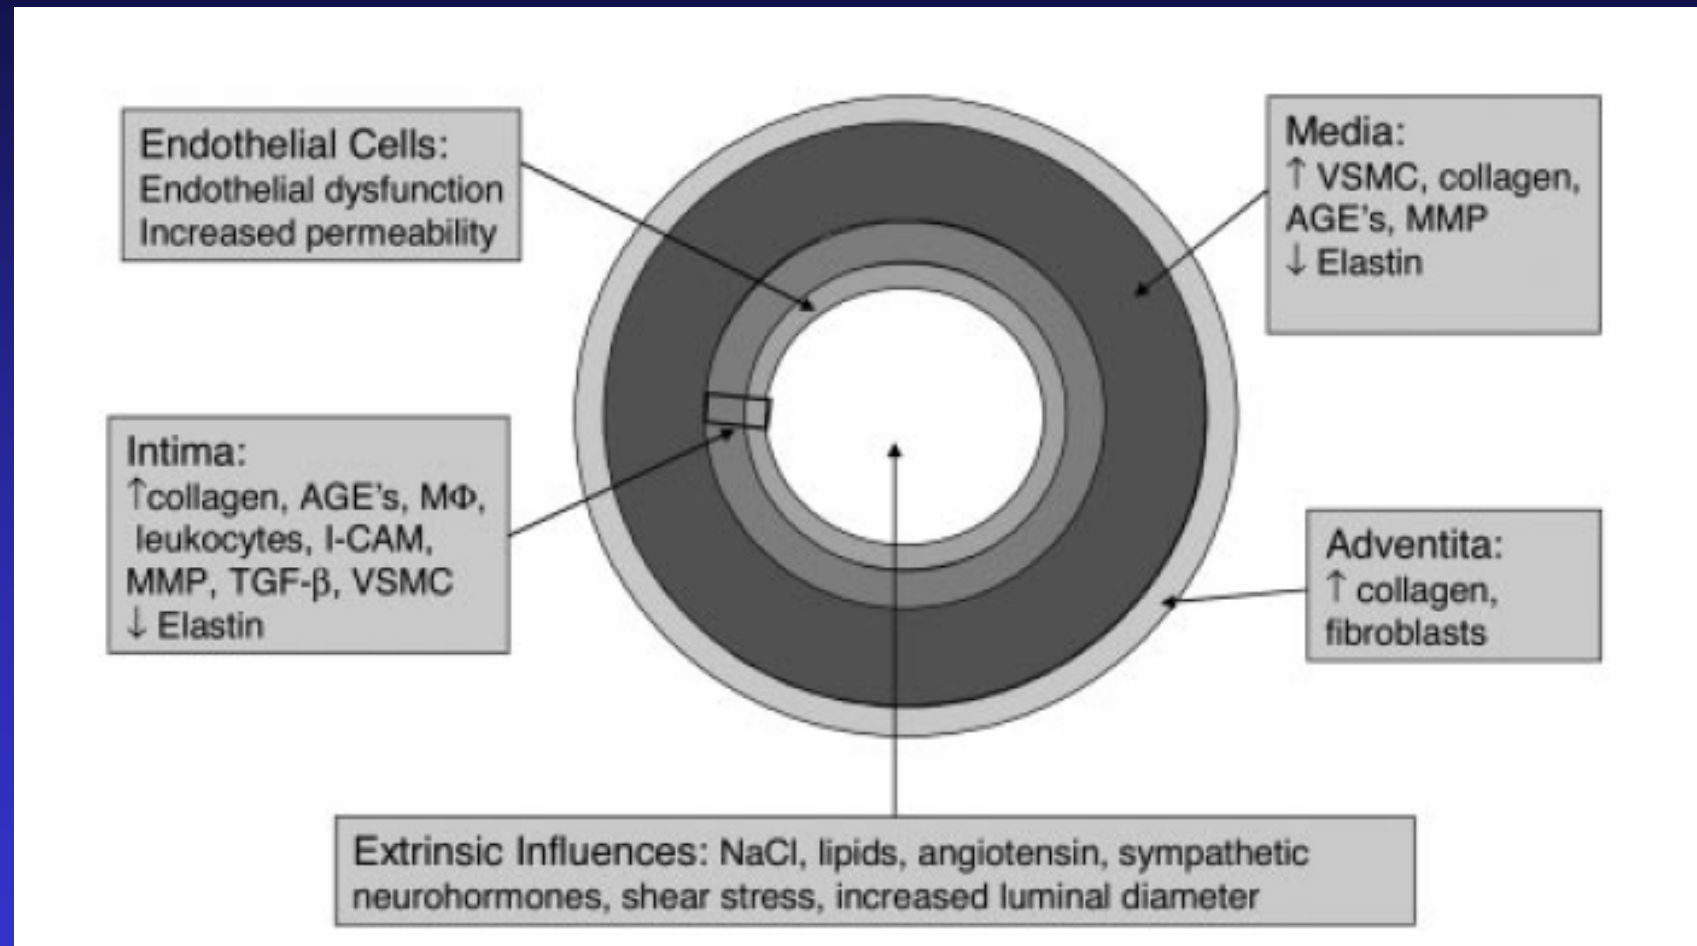 Endothelial Cells:
Endothelial dysfunction
Increased permeability
Media:
↑ VSMC, collagen,
AGE's, MMP
↓ Elastin
Intima:
↑collagen, AGE's, MΦ,
leukocytes, I-CAM,
MMP, TGF-β, VSMC
↓ Elastin
Adventita:
↑ collagen,
fibroblasts
Extrinsic Influences: NaCl, lipids, angiotensin, sympathetic
neurohormones, shear stress, increased luminal diameter